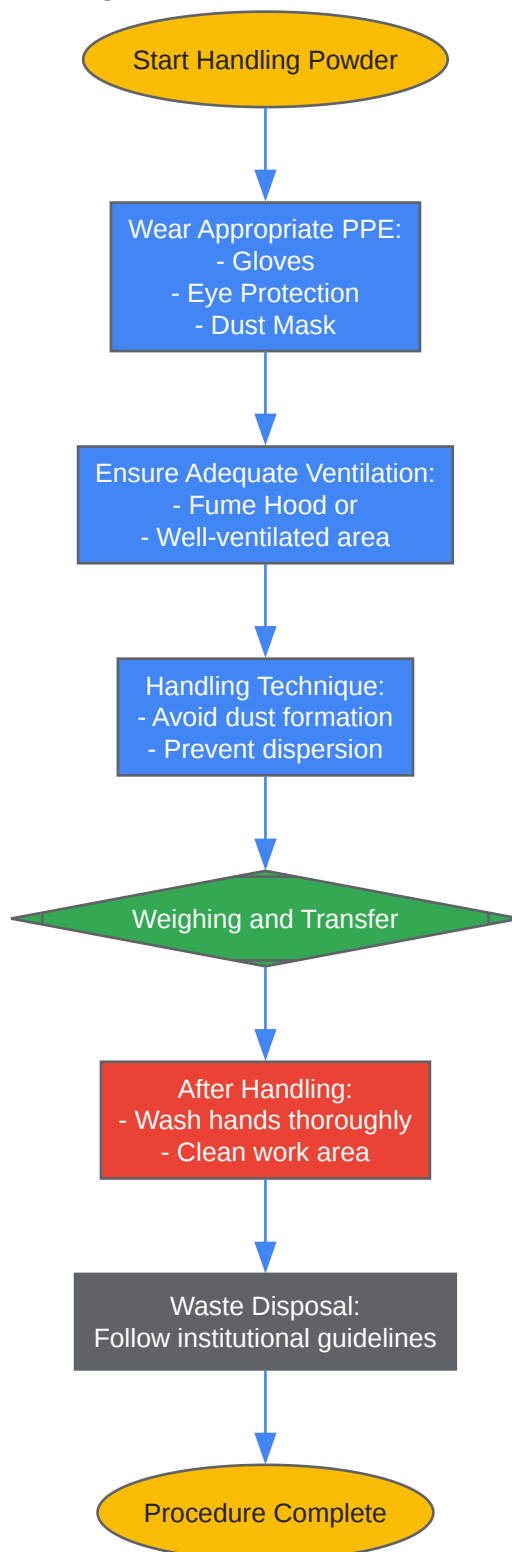 Start Handling Powder
Wear Appropriate PPE:
- Gloves
- Eye Protection
- Dust Mask
Ensure Adequate Ventilation:
- Fume Hood or
- Well-ventilated area
Handling Technique:
- Avoid dust formation
- Prevent dispersion
Weighing and Transfer
After Handling:
- Wash hands thoroughly
- Clean work area
Waste Disposal:
Follow institutional guidelines
Procedure Complete